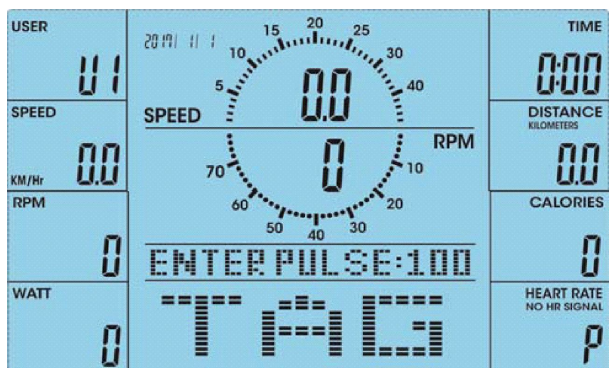 USER
U1
SPEED
KM/Hr 0.0
RPM
0
WATT
0
2017/ 1/ 1
5 10 15 20 25 30 40
0.0
SPEED
RPM
0
70 60 50 40 30 20 10
ENTER PULSE:100
TAG
TIME
0:00
DISTANCE
KILOMETERS
0.0
CALORIES
0
HEART RATE
NO HR SIGNAL
P